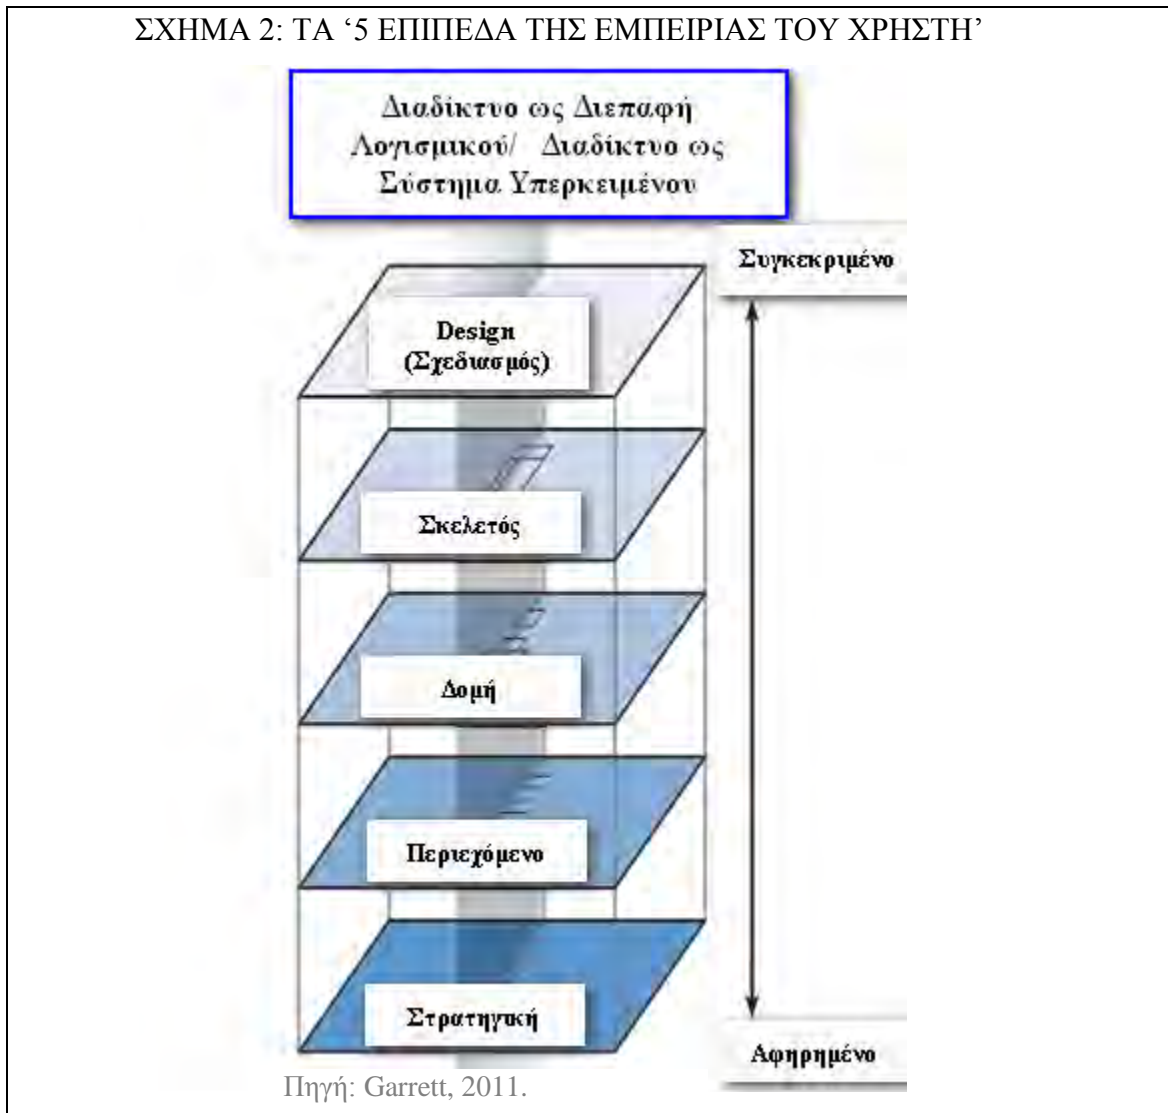 ΣΧΗΜΑ 2: ΤΑ ‘5 ΕΠΙΠΕΔΑ ΤΗΣ ΕΜΠΕΙΡΙΑΣ ΤΟΥ ΧΡΗΣΤΗ’
Διαδίκτυο ως Διεπαφή
Λογισμικού/ Διαδίκτυο ως
Σύστημα Υπερκειμένου
Συγκεκριμένο
Design
(Σχεδιασμός)
Σκελετός
Δομή
Περιεχόμενο
Στρατηγική
Αφηρημένο
Πηγή: Garrett, 2011.